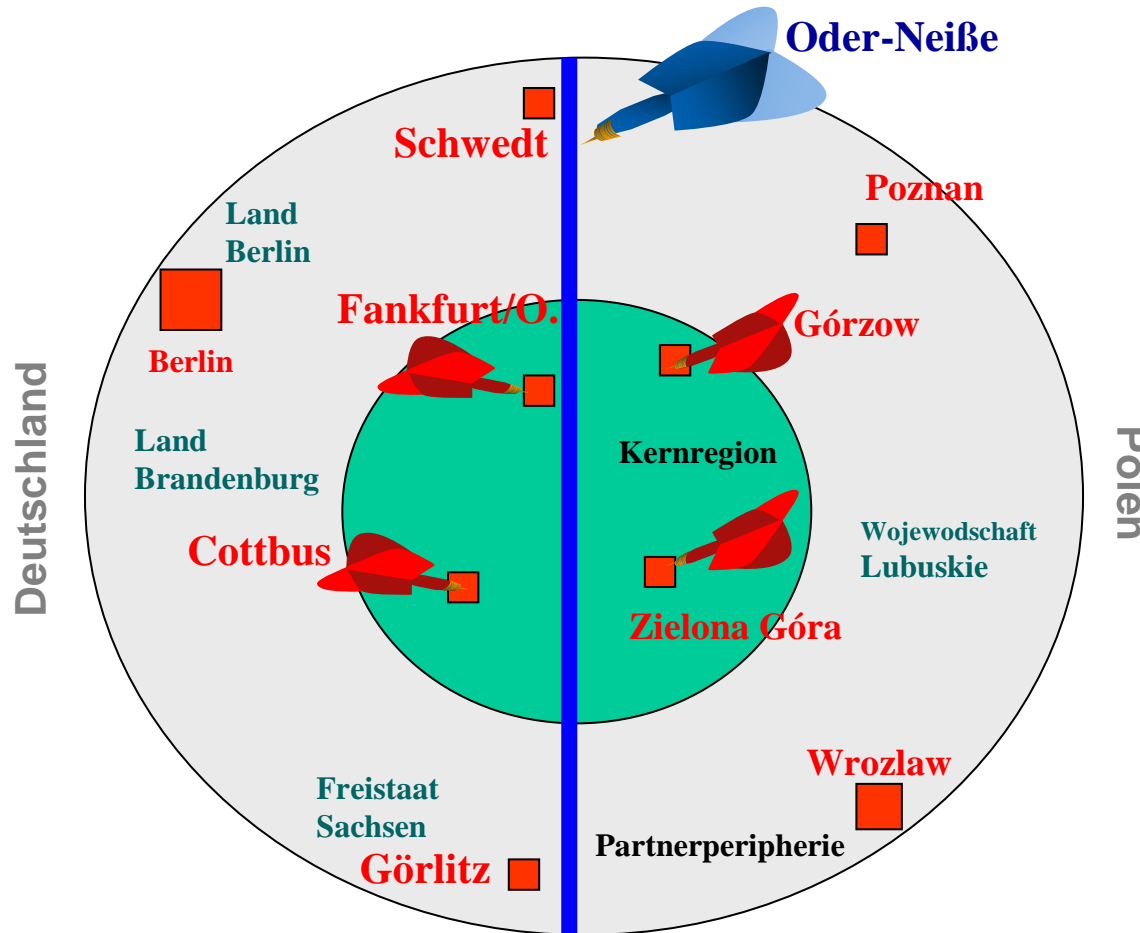 Oder-Neiße
Schwedt
Poznan
Land
Berlin
Fankfurt/O.
Górzow
Berlin
Deutschland
Polen
Land
Brandenburg
Kernregion
Cottbus
Wojewodschaft
Lubuskie
Zielona Góra
Wrozlaw
Freistaat
Sachsen
Partnerperipherie
Görlitz